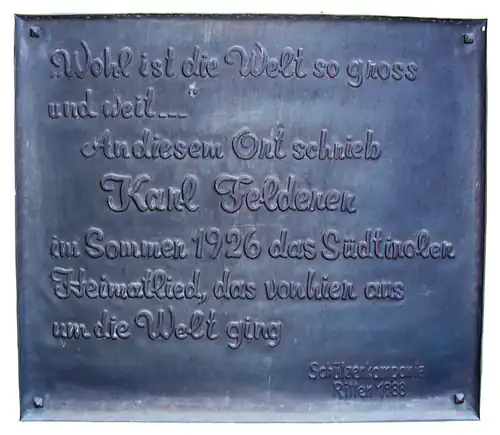 „Wohl ist die Welt so gross
und weit...."
An diesem Ort schrieb
Karl Felderer
im Sommer 1926 das Südtiroler
Heimatlied, das von hier aus
um die Welt ging
Schützenkompanie
Ritten 1988